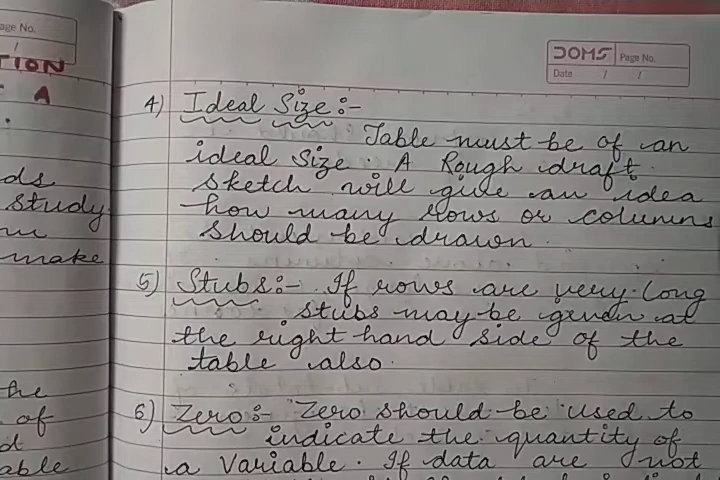 age No.
/
TION
A
ds
study
make
the
of
d
able
DOMS Page No.
Date / /
4) Ideal Size :-
Table must be of an
ideal size. A Rough draft
sketch will give an idea
how many rows or columns
should be drawn.
5) Stubs:- If rows are very long
stubs may be given at
the right hand side of the
table also.
6) Zero:- Zero should be used to
indicate the quantity of
a variable. If data are not